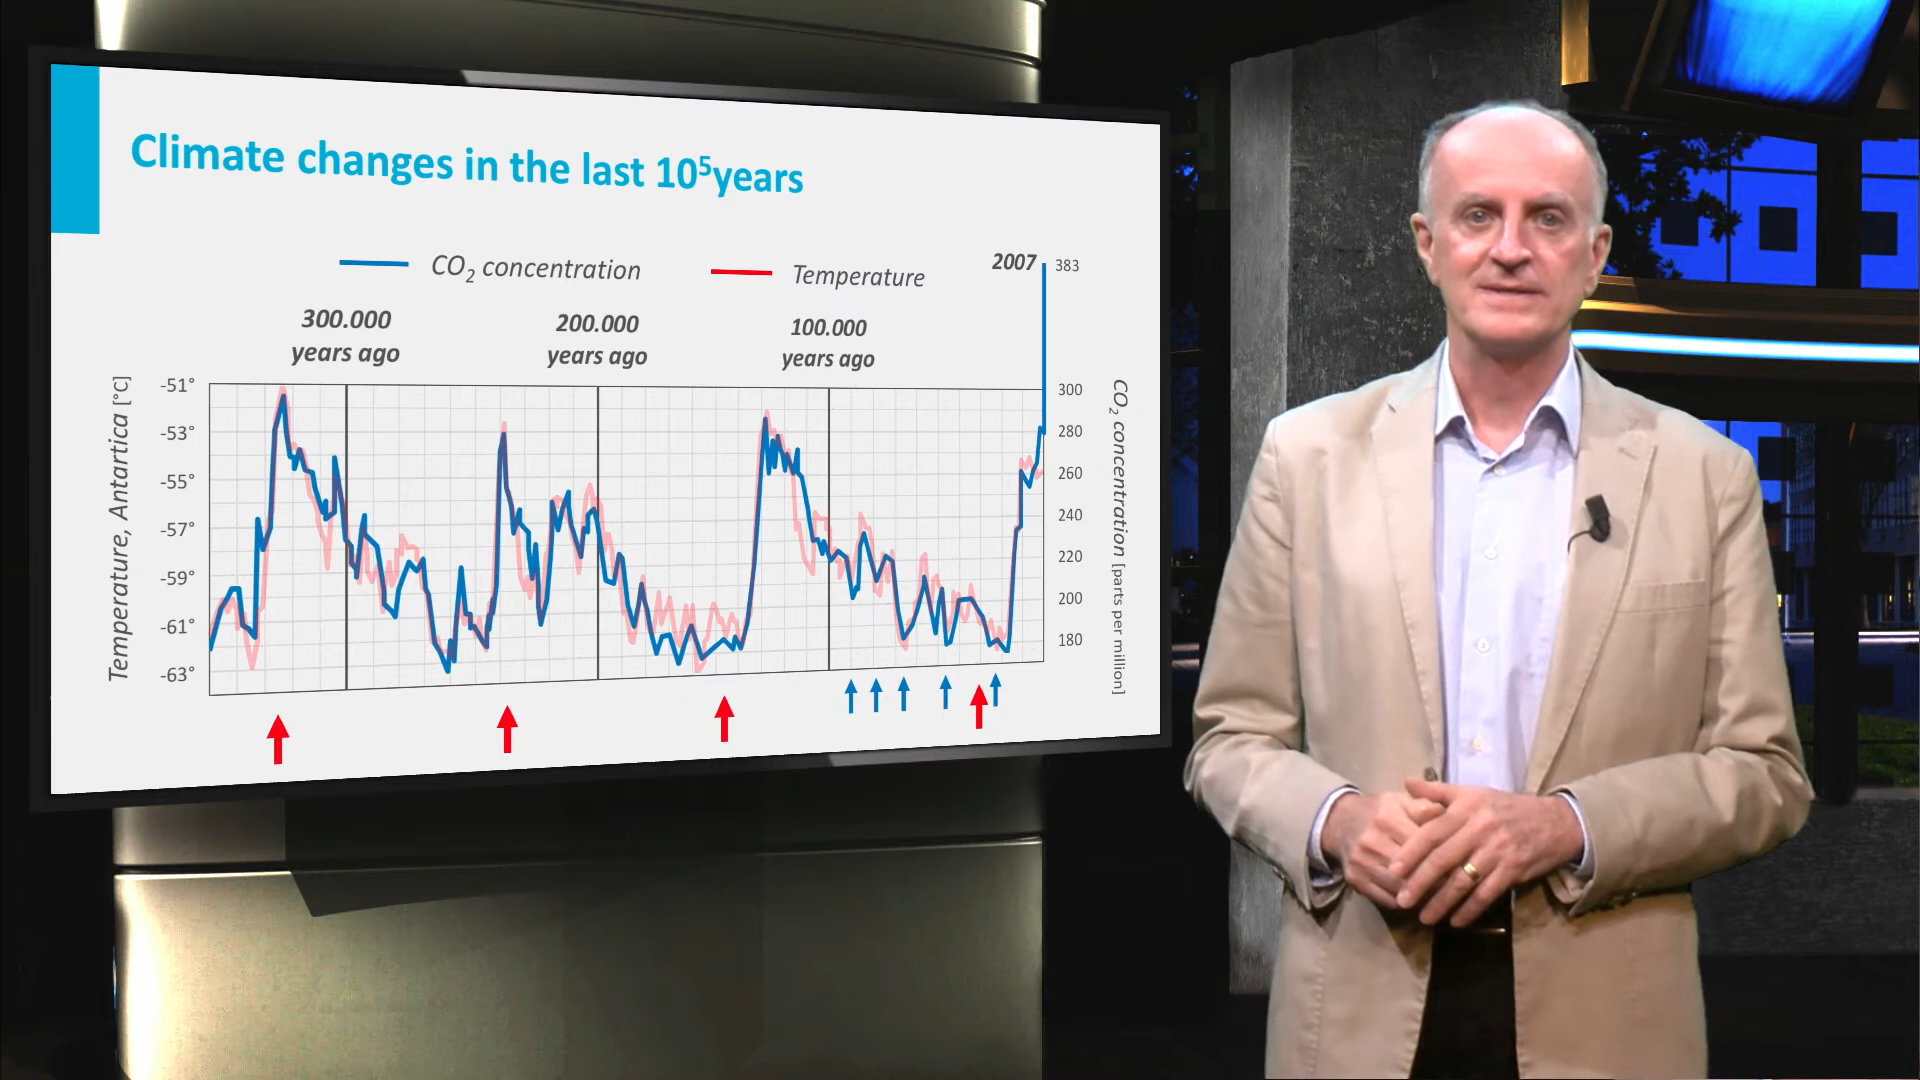 Climate changes in the last 10⁵years
CO₂ concentration
Temperature
2007
383
300.000
years ago
200.000
years ago
100.000
years ago
Temperature, Antartica [°C]
-51°
-53°
-55°
-57°
-59°
-61°
-63°
300
280
260
240
220
200
180
CO₂ concentration [parts per million]